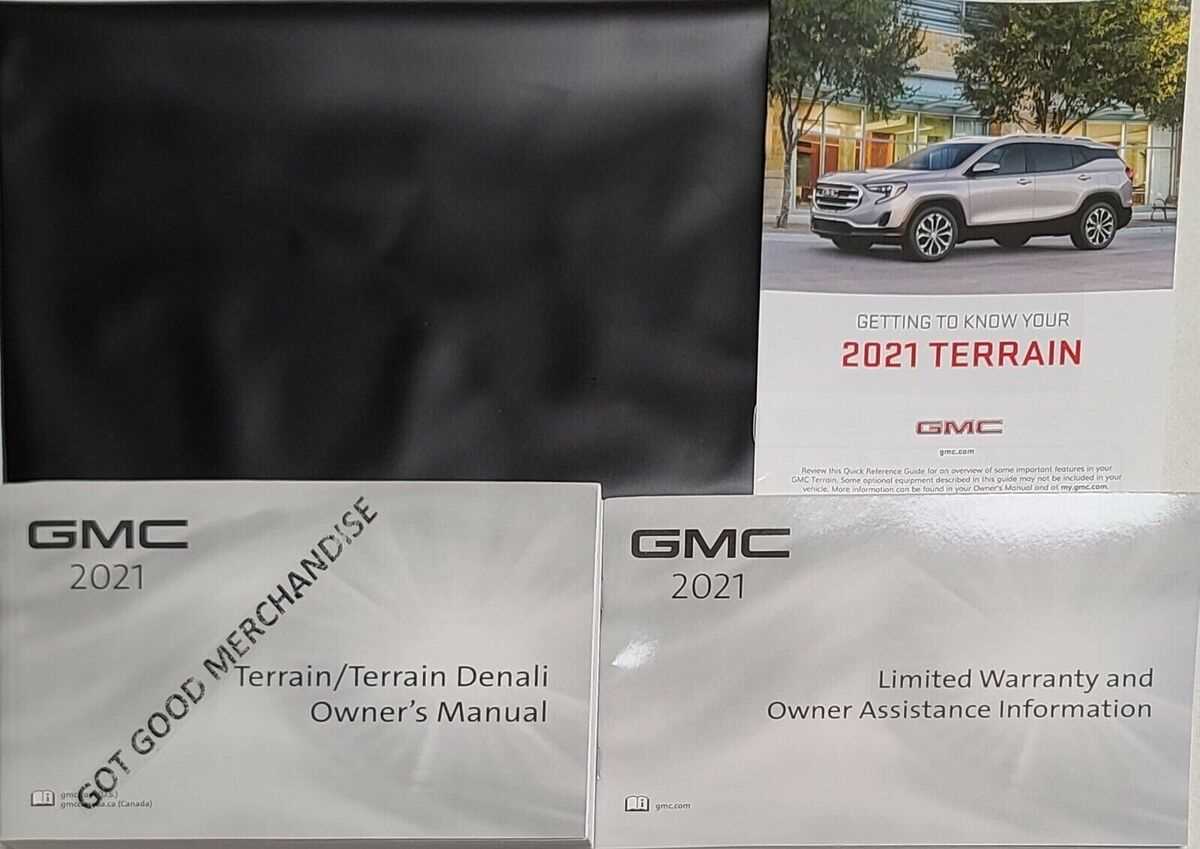 GETTING TO KNOW YOUR
2021 TERRAIN
GMC
gmc.com
Review this Quick Reference Guide for an overview of some important features in your
GMC Terrain. Some optional equipment described in this guide may not be included in your
vehicle. More information can be found in your Owner's Manual and at my.gmc.com.
GMC
2021
Terrain/Terrain Denali
Owner's Manual
(Canada)
GOT GOOD MERCHANDISE
GMC
2021
Limited Warranty and
Owner Assistance Information
gmc.com